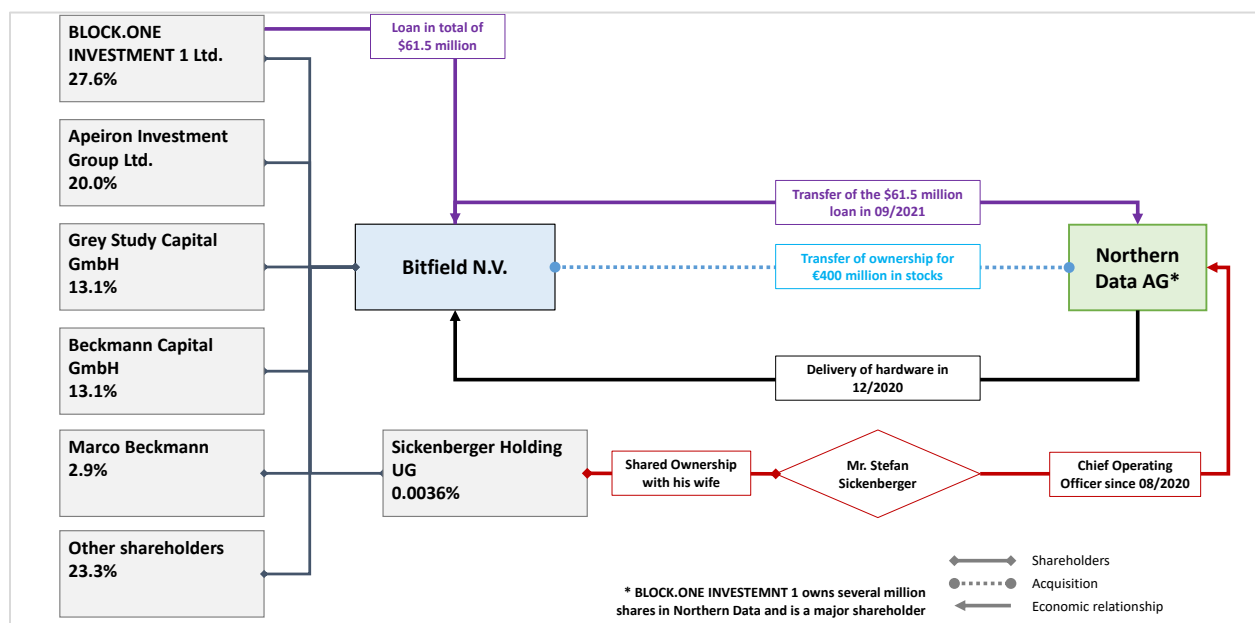 BLOCK.ONE
INVESTMENT 1 Ltd.
27.6%
Loan in total of
$61.5 million
Apeiron Investment
Group Ltd.
20.0%
Transfer of the $61.5 million
loan in 09/2021
Grey Study Capital
GmbH
13.1%
Bitfield N.V.
Transfer of ownership for
€400 million in stocks
Northern
Data AG*
Beckmann Capital
GmbH
13.1%
Delivery of hardware in
12/2020
Marco Beckmann
2.9%
Sickenberger Holding
UG
0.0036%
Shared Ownership
with his wife
Mr. Stefan
Sickenberger
Chief Operating
Officer since 08/2020
Other shareholders
23.3%
* BLOCK.ONE INVESTEMNT 1 owns several million
shares in Northern Data and is a major shareholder
Shareholders
Acquisition
Economic relationship